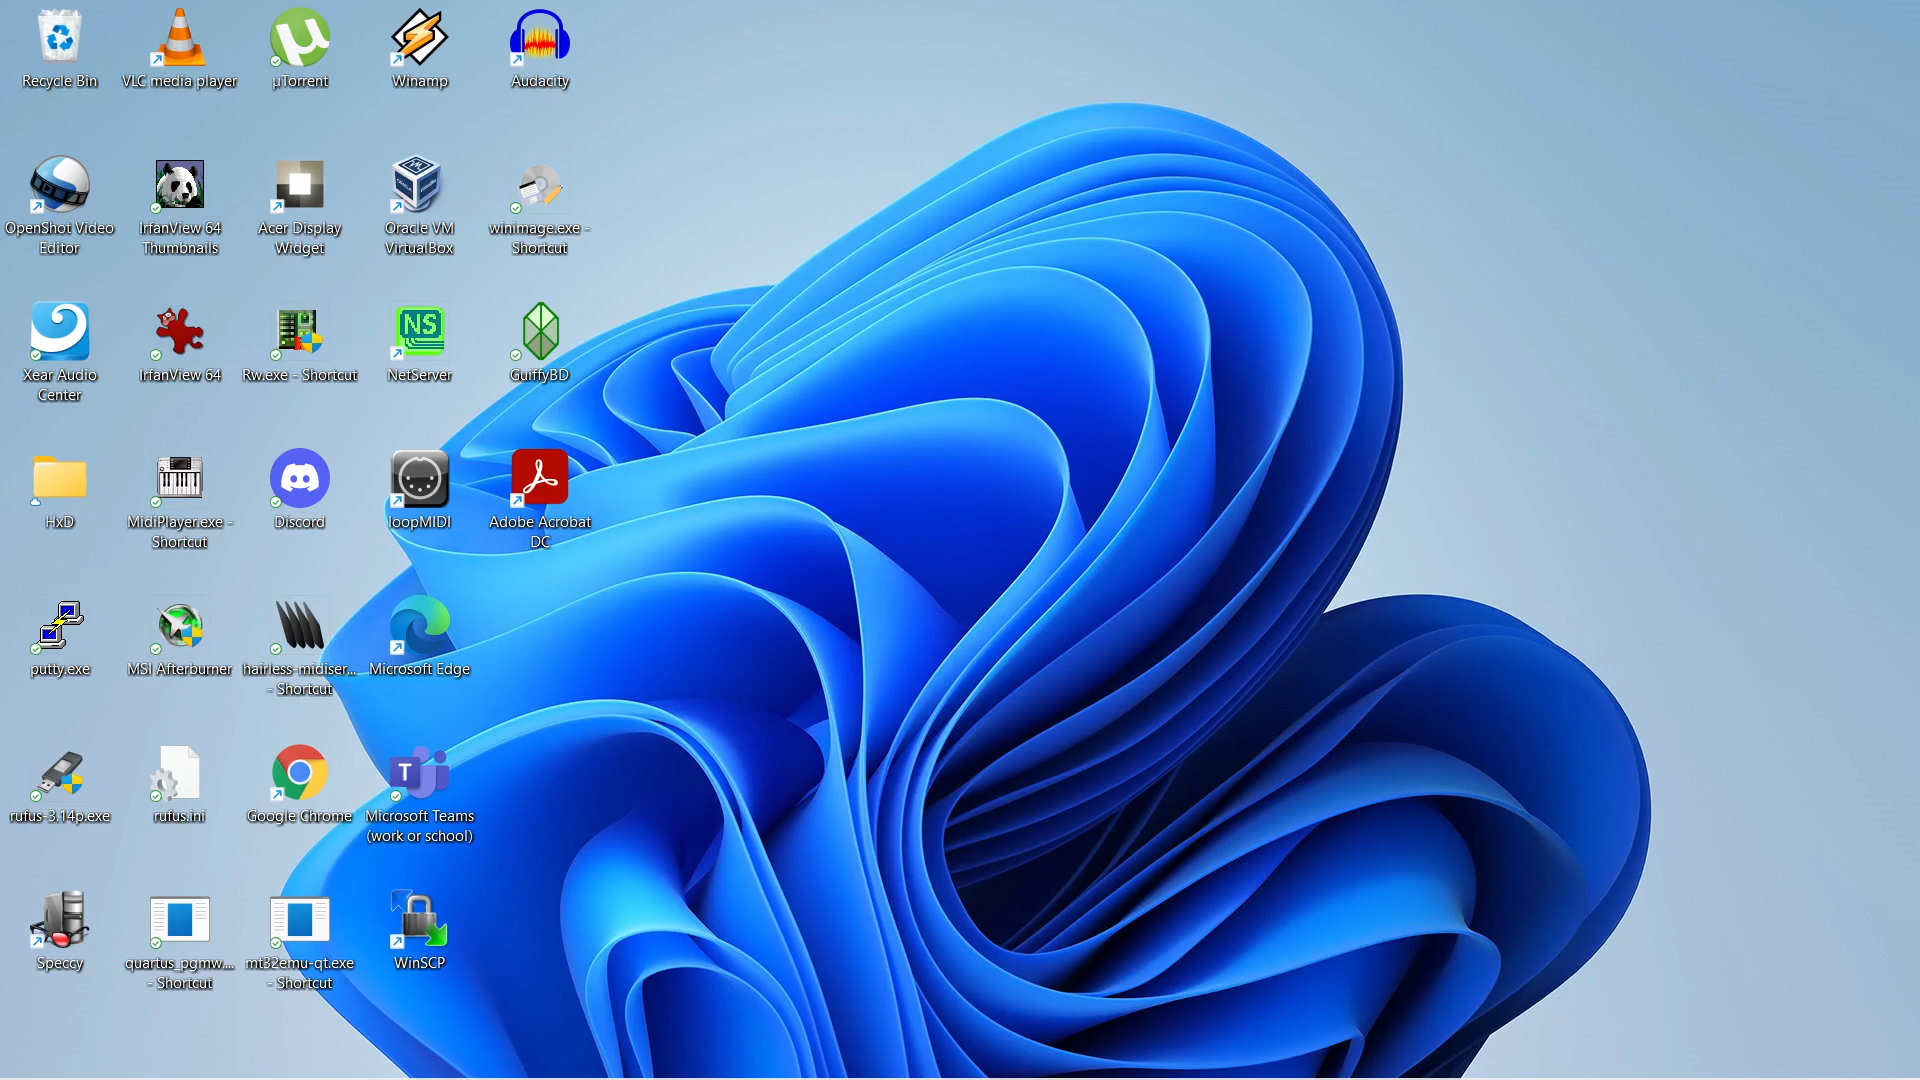 Recycle Bin
VLC media player
µTorrent
Winamp
Audacity
OpenShot Video
Editor
IrfanView 64
Thumbnails
Acer Display
Widget
Oracle VM
VirtualBox
winimage.exe -
Shortcut
Xear Audio
Center
IrfanView 64
Rw.exe - Shortcut
NS
NetServer
GuiffyBD
HxD
MidiPlayer.exe -
Shortcut
Discord
loopMIDI
Adobe Acrobat
DC
putty.exe
MSI Afterburner
hairless-midiser...
- Shortcut
Microsoft Edge
rufus-3.14p.exe
rufus.ini
Google Chrome
T
Microsoft Teams
(work or school)
Speccy
quartus_pgmw....
- Shortcut
mt32emu-qt.exe
- Shortcut
WinSCP